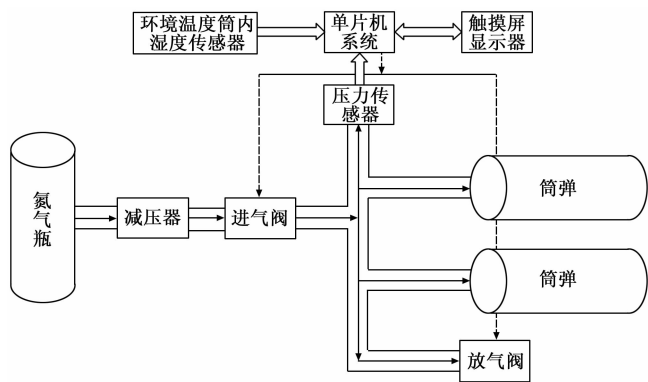 环境温度筒内
湿度传感器
单片机
系统
触摸屏
显示器
压力传
感器
氮
气
瓶
减压器
进气阀
筒弹
筒弹
放气阀